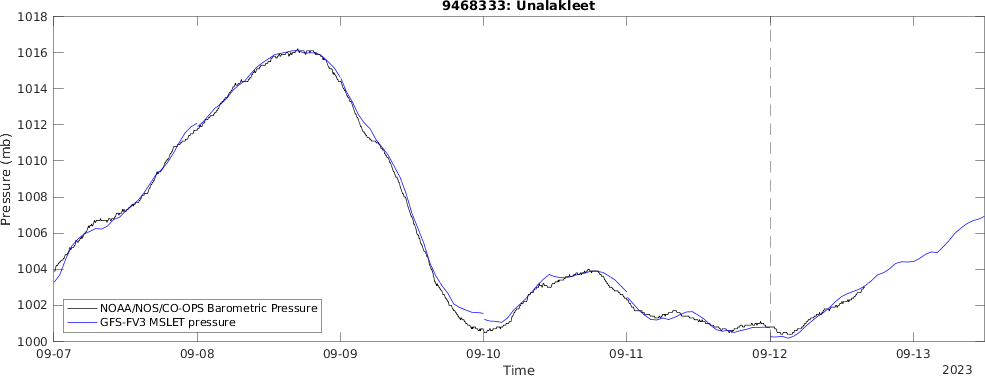 9468333: Unalakleet
Pressure (mb)
1018
1016
1014
1012
1010
1008
1006
1004
1002
1000
NOAA/NOS/CO-OPS Barometric Pressure
GFS-FV3 MSLET pressure
09-07 09-08 09-09 09-10 09-11 09-12 09-13
Time
2023